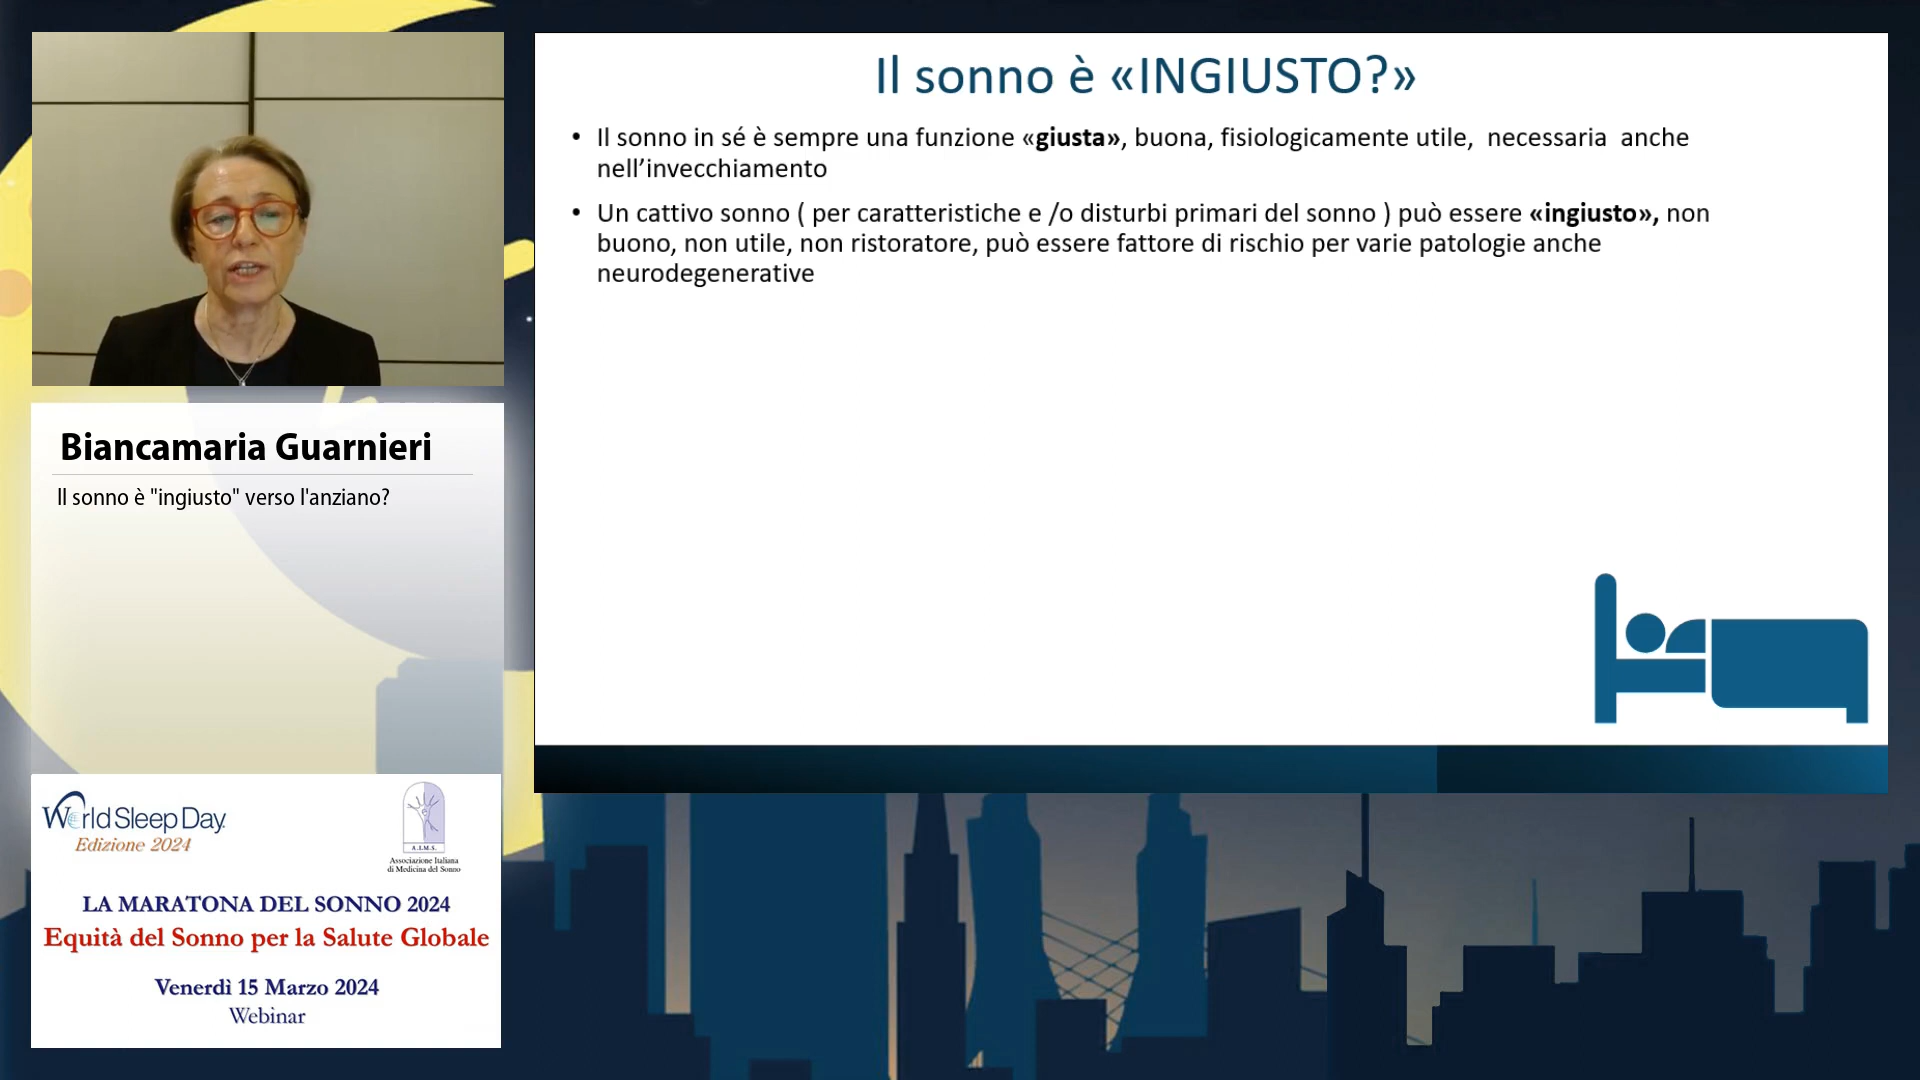 Il sonno è «INGIUSTO?»
• Il sonno in sé è sempre una funzione «giusta», buona, fisiologicamente utile, necessaria anche
nell’invecchiamento
• Un cattivo sonno ( per caratteristiche e /o disturbi primari del sonno ) può essere «ingiusto», non
buono, non utile, non ristoratore, può essere fattore di rischio per varie patologie anche
neurodegenerative
Biancamaria Guarnieri
Il sonno è "ingiusto" verso l'anziano?
World Sleep Day
Edizione 2024
A.I.M.S.
Associazione Italiana
di Medicina del Sonno
LA MARATONA DEL SONNO 2024
Equità del Sonno per la Salute Globale
Venerdì 15 Marzo 2024
Webinar